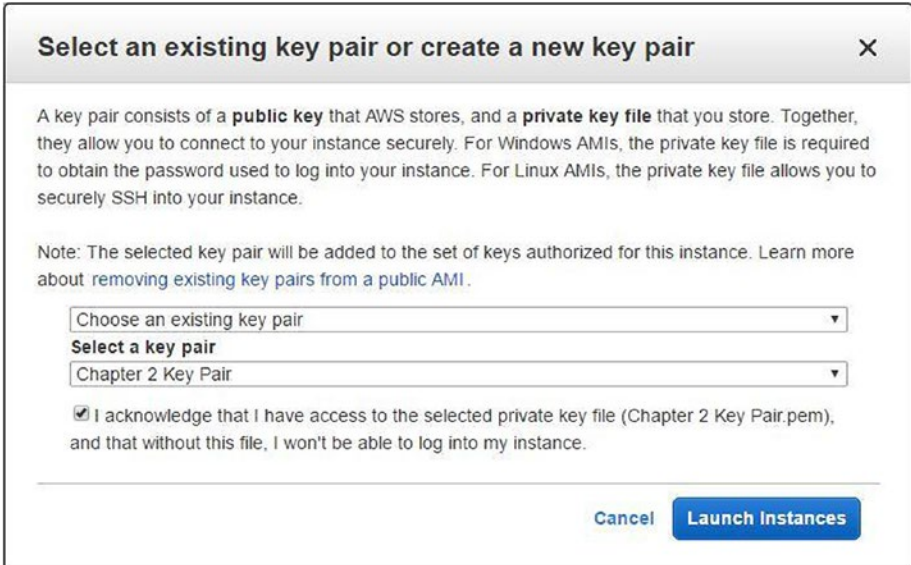 Select an existing key pair or create a new key pair
A key pair consists of a public key that AWS stores, and a private key file that you store. Together,
they allow you to connect to your instance securely. For Windows AMIs, the private key file is required
to obtain the password used to log into your instance. For Linux AMIs, the private key file allows you to
securely SSH into your instance.
Note: The selected key pair will be added to the set of keys authorized for this instance. Learn more
about removing existing key pairs from a public AMI.
Choose an existing key pair
Select a key pair
Chapter 2 Key Pair
I acknowledge that I have access to the selected private key file (Chapter 2 Key Pair.pem),
and that without this file, I won't be able to log into my instance.
Cancel
Launch Instances